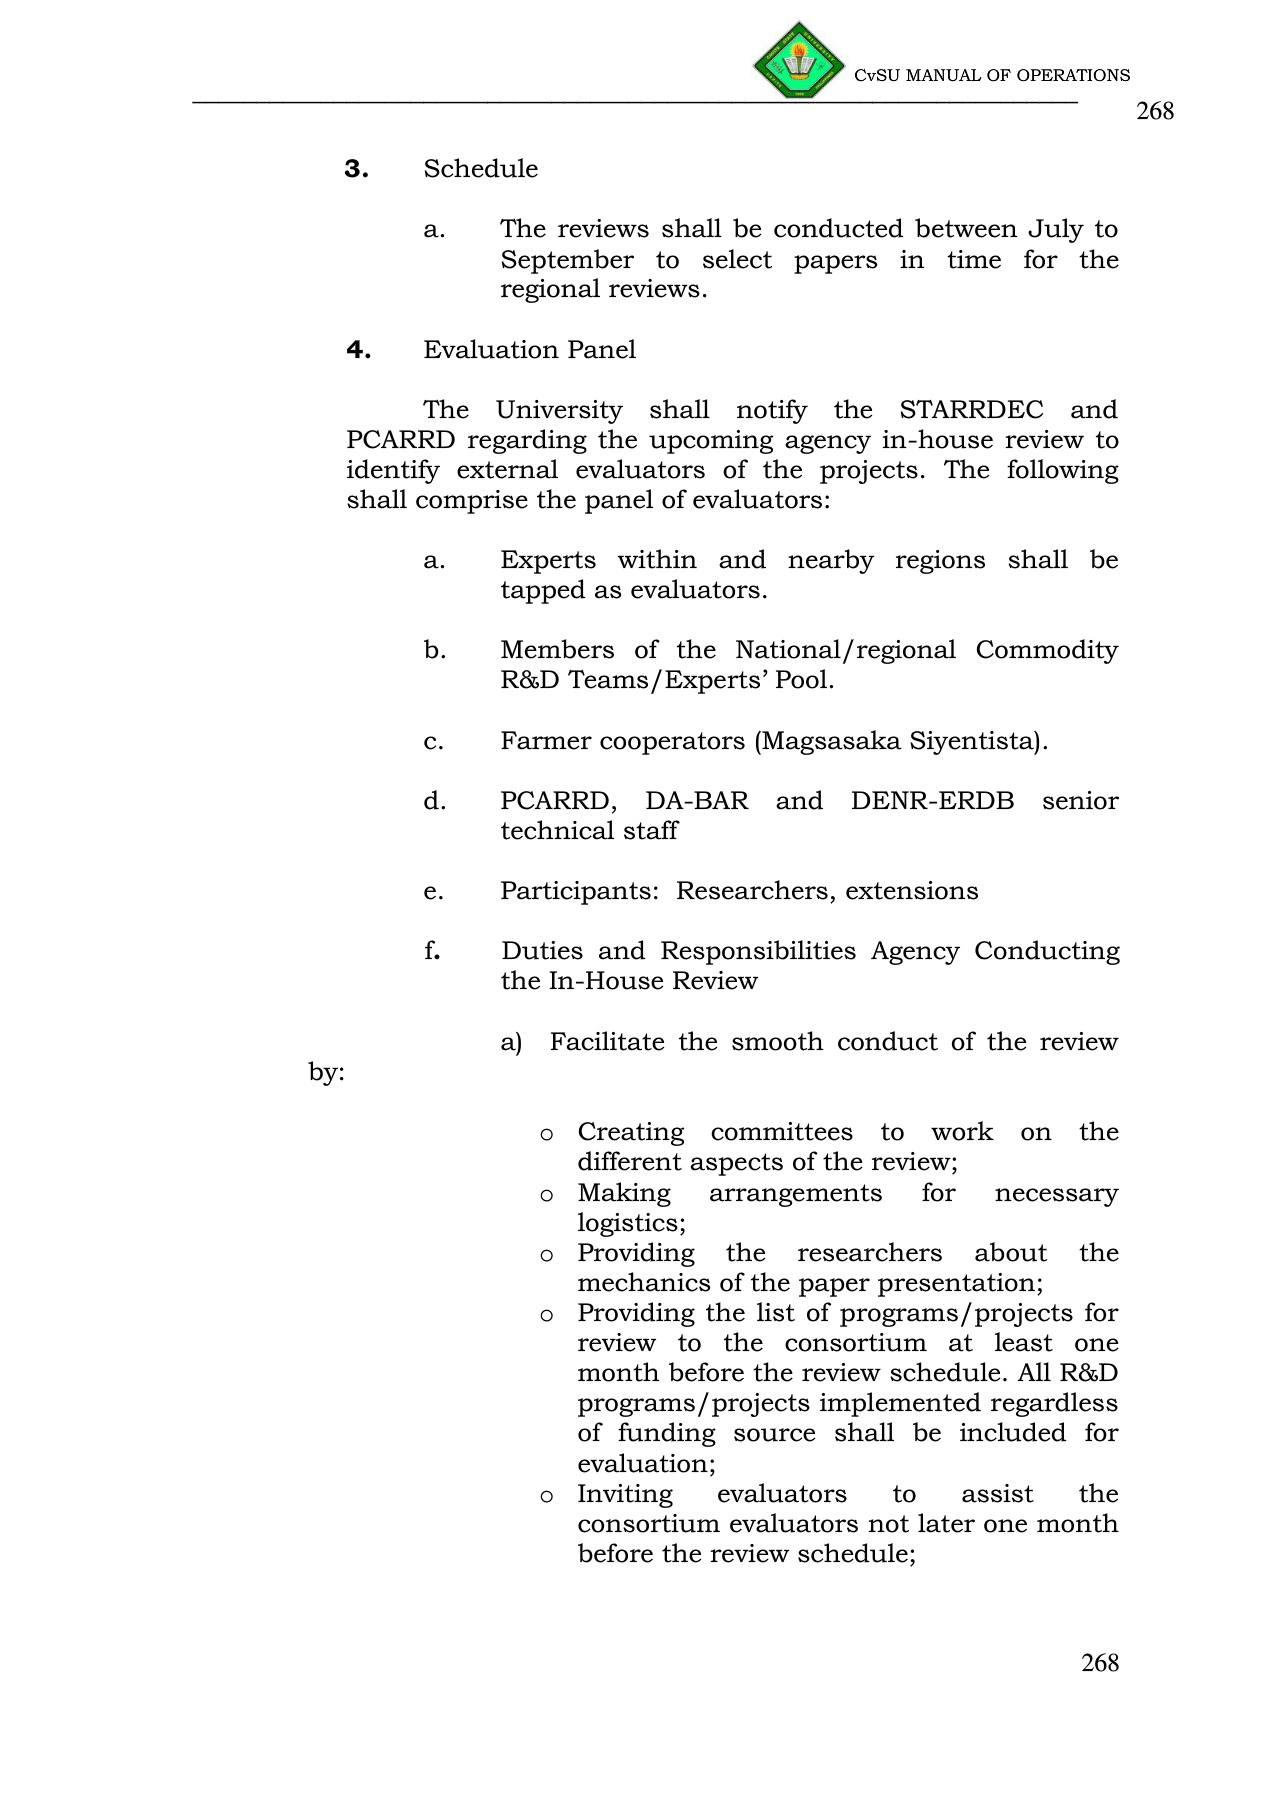 CvSU MANUAL OF OPERATIONS
268
3. Schedule
a. The reviews shall be conducted between July to
September to select papers in time for the
regional reviews.
4. Evaluation Panel
The University shall notify the STARRDEC and
PCARRD regarding the upcoming agency in-house review to
identify external evaluators of the projects. The following
shall comprise the panel of evaluators:
a. Experts within and nearby regions shall be
tapped as evaluators.
b. Members of the National/regional Commodity
R&D Teams/Experts’ Pool.
c. Farmer cooperators (Magsasaka Siyentista).
d. PCARRD, DA-BAR and DENR-ERDB senior
technical staff
e. Participants: Researchers, extensions
f. Duties and Responsibilities Agency Conducting
the In-House Review
a) Facilitate the smooth conduct of the review
by:
o Creating committees to work on the
different aspects of the review;
o Making arrangements for necessary
logistics;
o Providing the researchers about the
mechanics of the paper presentation;
o Providing the list of programs/projects for
review to the consortium at least one
month before the review schedule. All R&D
programs/projects implemented regardless
of funding source shall be included for
evaluation;
o Inviting evaluators to assist the
consortium evaluators not later one month
before the review schedule;
268